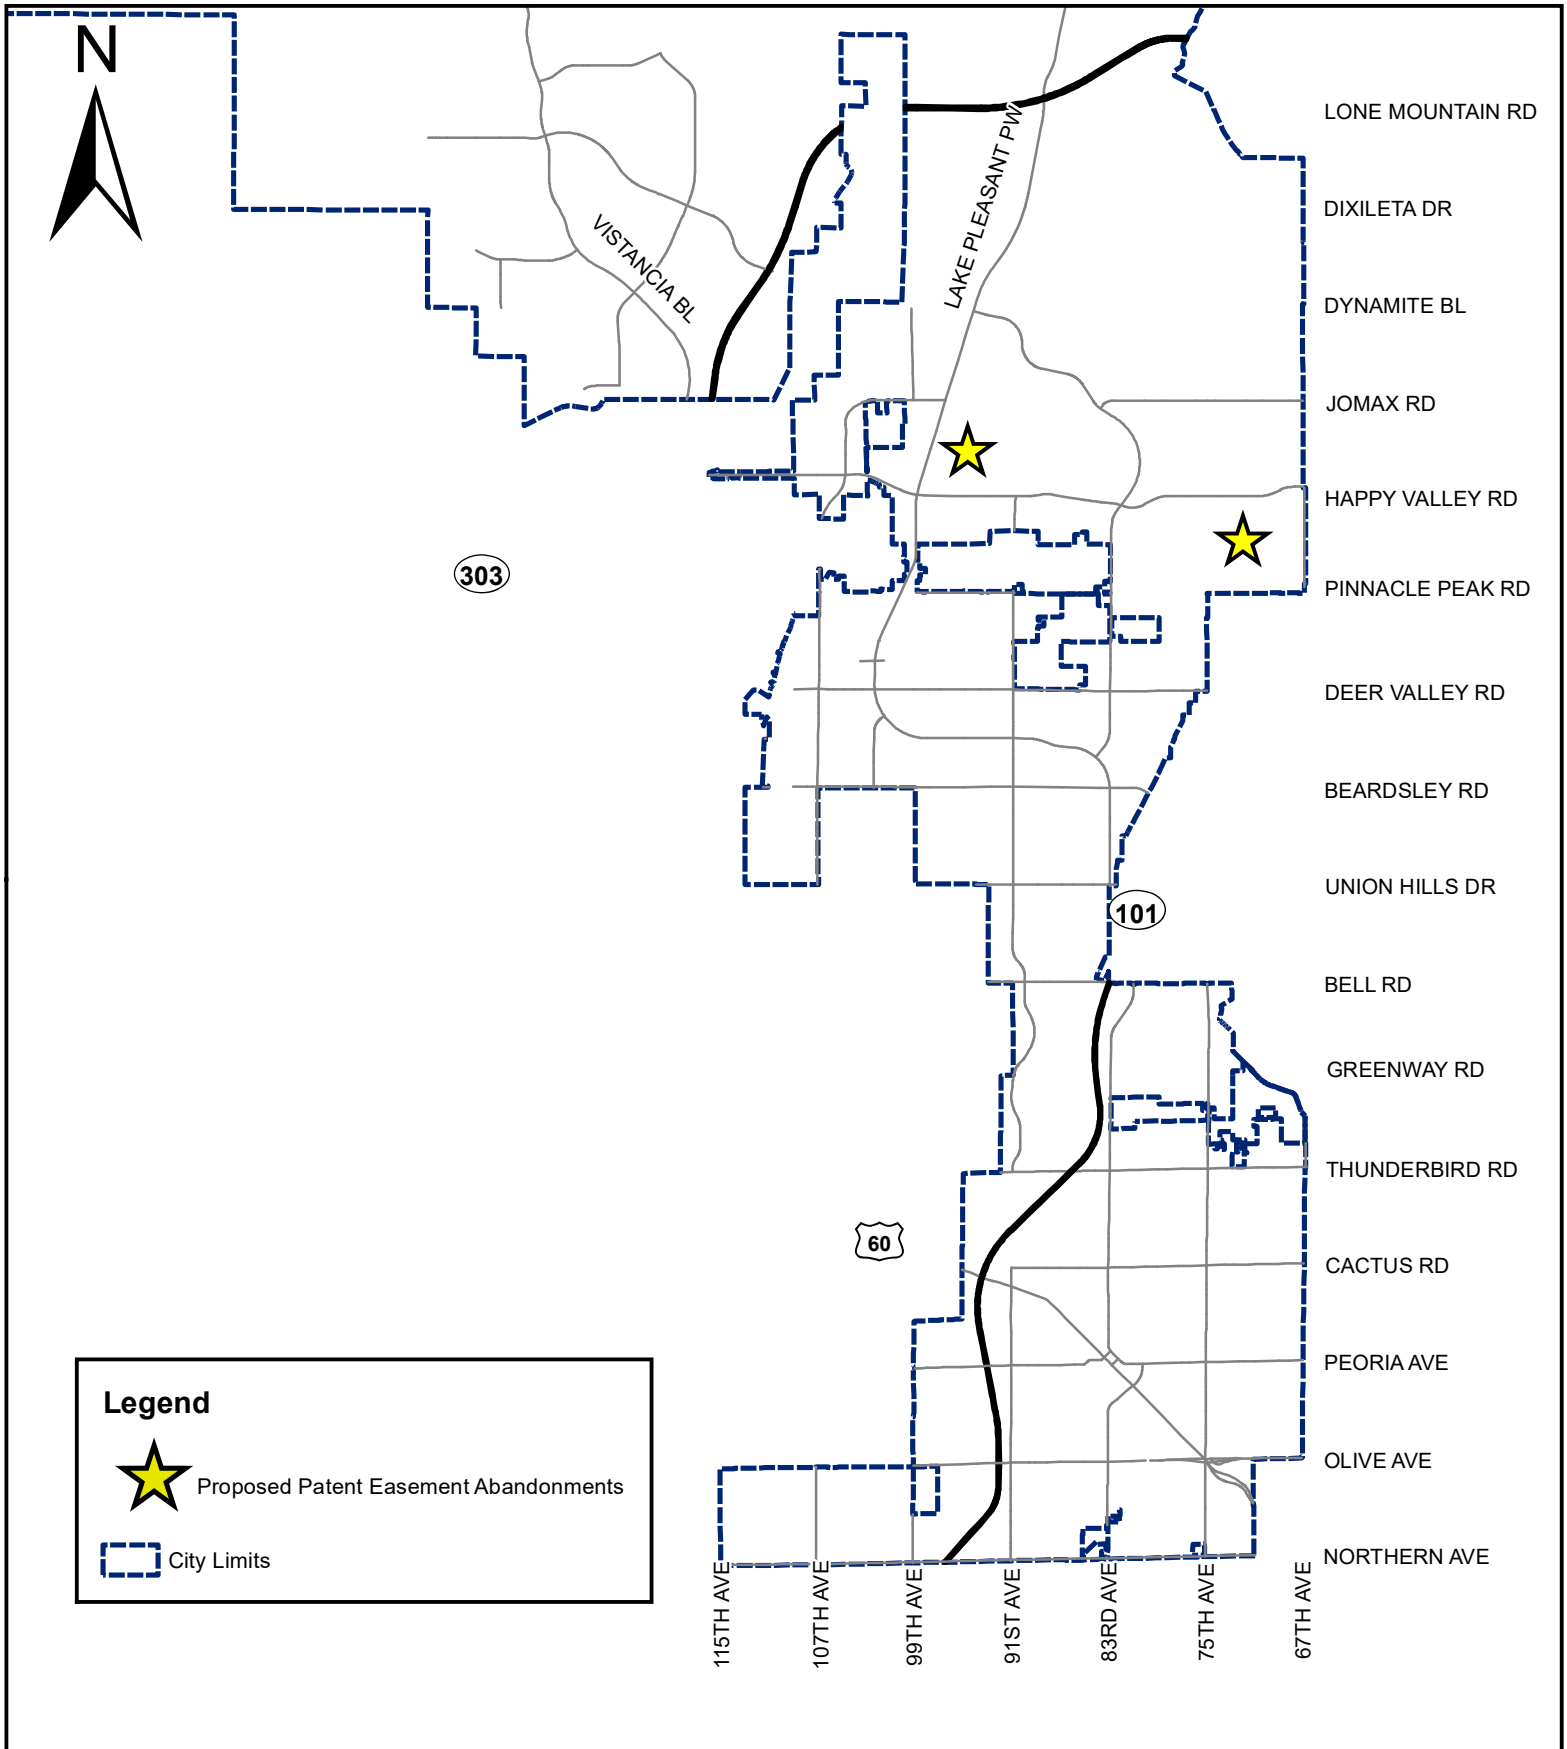 N
LONE MOUNTAIN RD
LAKE PLEASANT PW
DIXILETA DR
VISTANCIA BL
DYNAMITE BL
JOMAX RD
HAPPY VALLEY RD
303
PINNACLE PEAK RD
DEER VALLEY RD
BEARDSLEY RD
UNION HILLS DR
101
BELL RD
GREENWAY RD
THUNDERBIRD RD
60
CACTUS RD
PEORIA AVE
Legend
Proposed Patent Easement Abandonments
City Limits
OLIVE AVE
NORTHERN AVE
115TH AVE
107TH AVE
99TH AVE
91ST AVE
83RD AVE
75TH AVE
67TH AVE